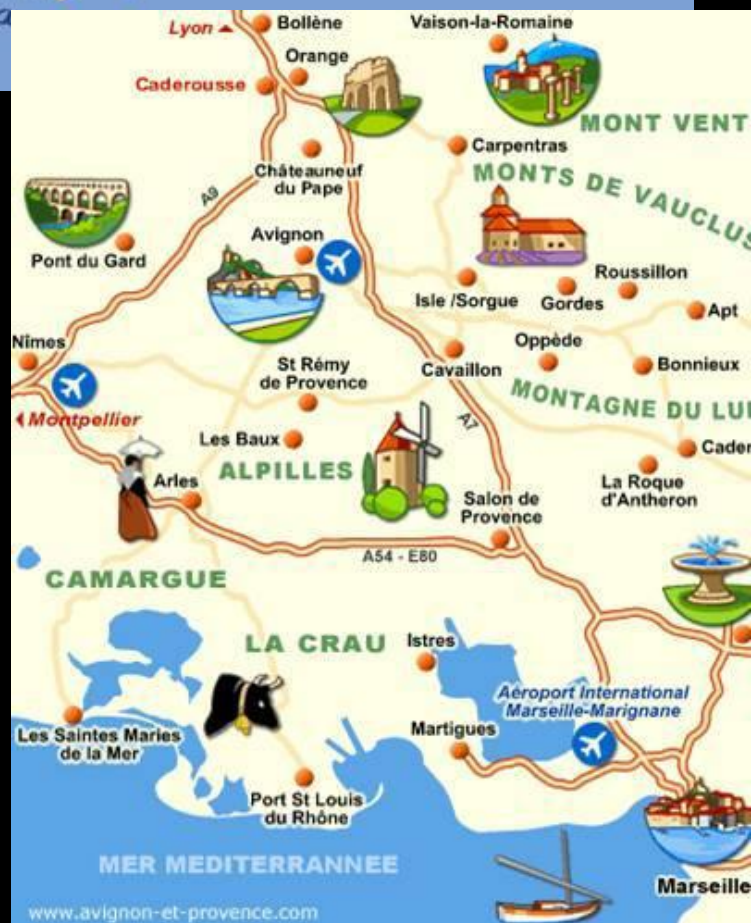 Lyon
Bollène
Vaison-la-Romaine
Orange
Caderousse
MONT VENT
Carpentras
Châteauneuf
du Pape
MONTS DE VAUCLUS
A9
Avignon
Pont du Gard
Roussillon
Isle /Sorgue
Gordes
Apt
Nîmes
Oppède
St Rémy
de Provence
Cavaillon
Bonnieux
MONTAGNE DU LU
Montpellier
A7
Les Baux
ALPILLES
Cader
La Roque
d'Antheron
Arles
Salon de
Provence
A54 - E80
CAMARGUE
LA CRAU
Istres
Aéroport International
Marseille-Marignane
Les Saintes Maries
de la Mer
Martigues
Port St Louis
du Rhône
MER MEDITERRANNEE
Marseille
www.avignon-et-provence.com